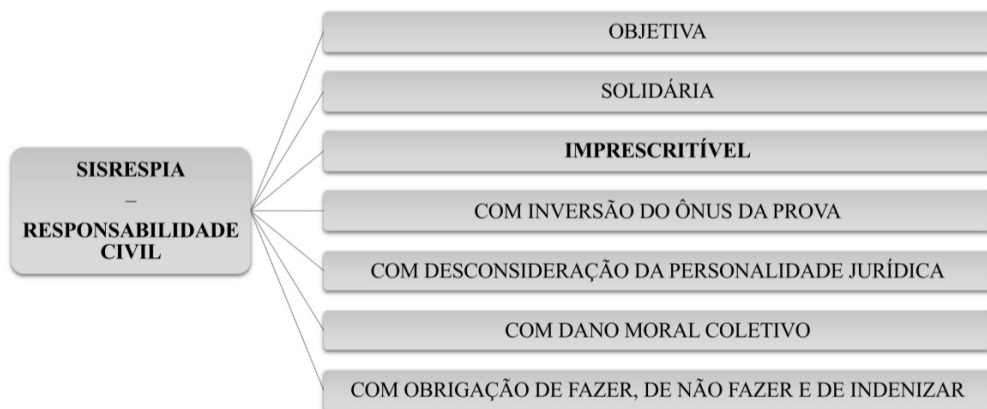 SISRESPIA
–
RESPONSABILIDADE
CIVIL
OBJETIVA
SOLIDÁRIA
IMPRESCRITÍVEL
COM INVERSÃO DO ÔNUS DA PROVA
COM DESCONSIDERAÇÃO DA PERSONALIDADE JURÍDICA
COM DANO MORAL COLETIVO
COM OBRIGAÇÃO DE FAZER, DE NÃO FAZER E DE INDENIZAR